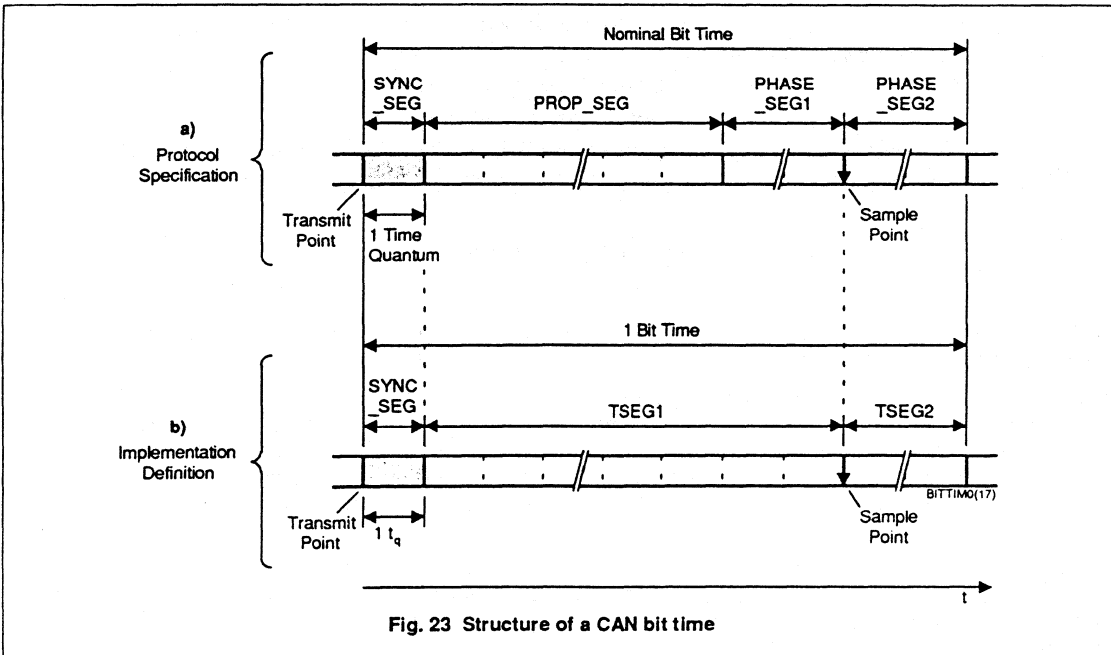 Nominal Bit Time
SYNC
_SEG
PROP_SEG
PHASE
_SEG1
PHASE
_SEG2
a)
Protocol
Specification
Transmit
Point
1 Time
Quantum
Sample
Point
1 Bit Time
SYNC
_SEG
TSEG1
TSEG2
b)
Implementation
Definition
BITTIM0(17)
Transmit
Point
1 tq
Sample
Point
t
Fig. 23 Structure of a CAN bit time